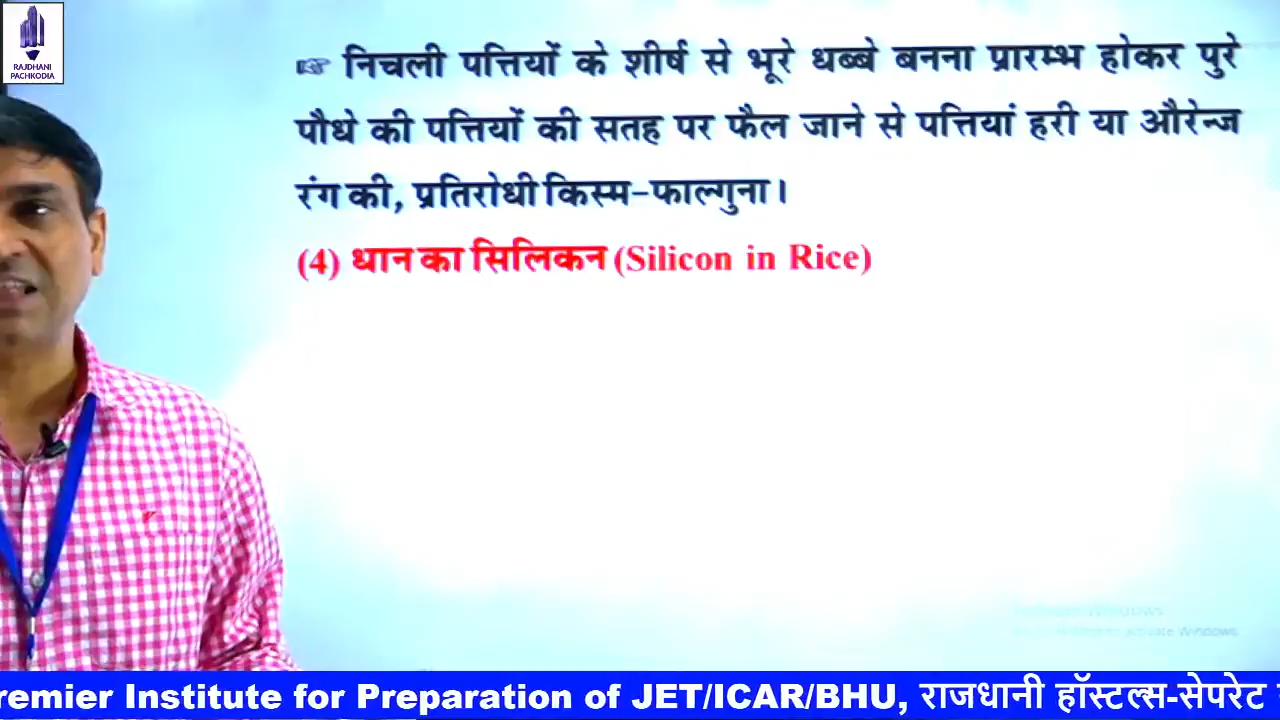 RAJDHANI
PACHKODIA
☞ निचली पत्तियों के शीर्ष से भूरे धब्बे बनना प्रारम्भ होकर पुरे
पौधे की पत्तियों की सतह पर फैल जाने से पत्तियां हरी या औरेन्ज
रंग की, प्रतिरोधी किस्म-फाल्गुना।
(4) धान का सिलिकन (Silicon in Rice)
remier Institute for Preparation of JET/ICAR/BHU, राजधानी हॉस्टल्स-सेपरेट